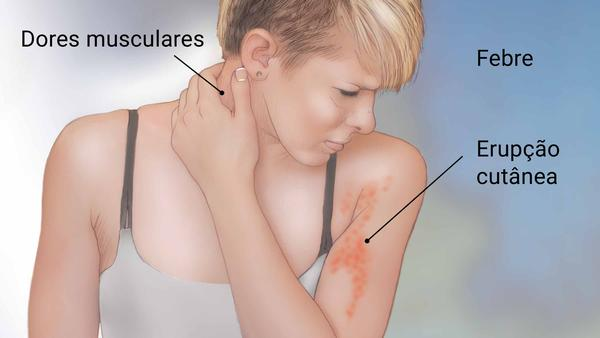 Dores musculares
Febre
Erupção
cutânea